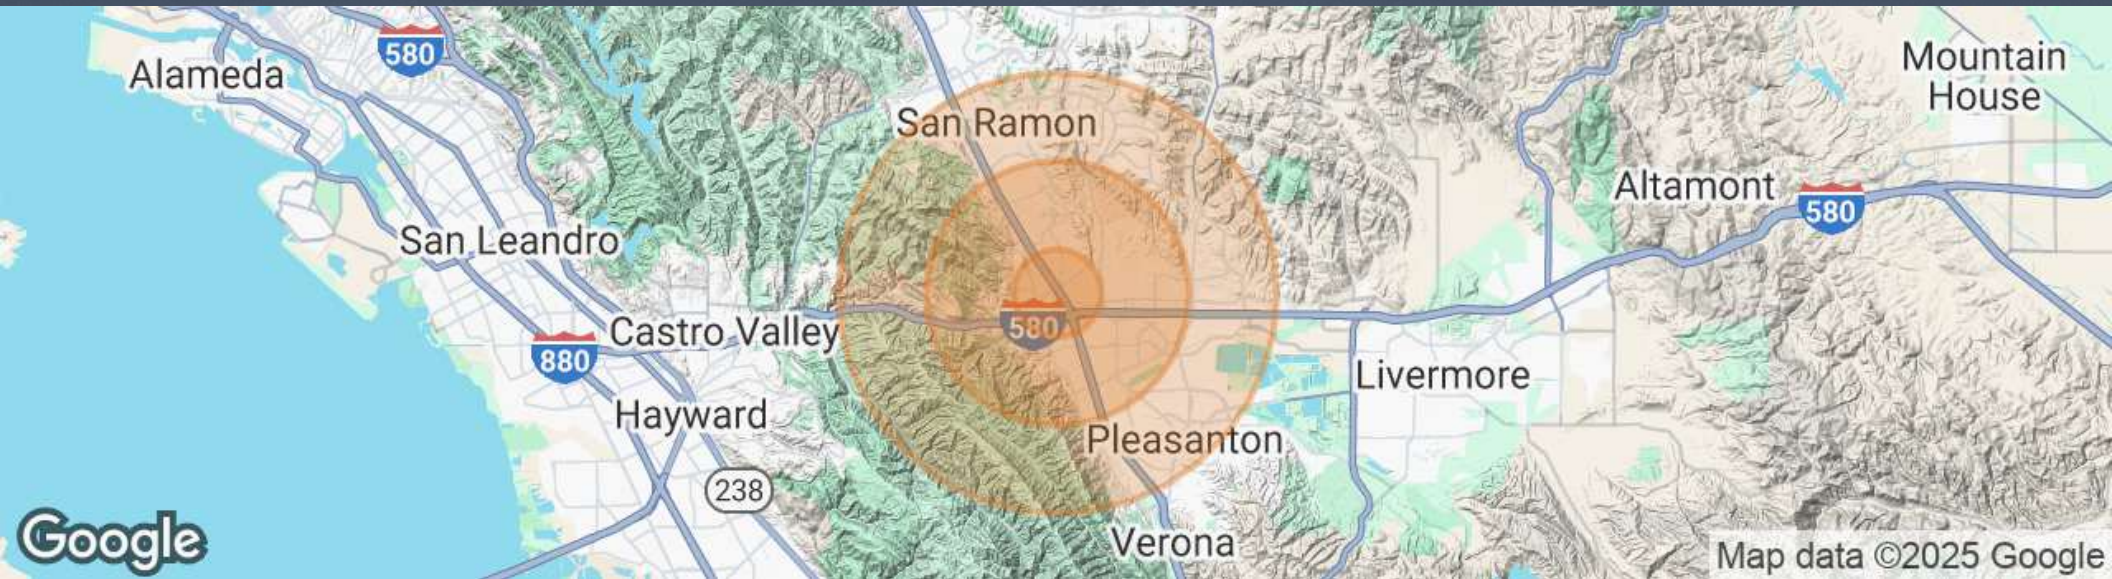 580
Alameda
Mountain
House
San Ramon
Altamont
580
San Leandro
580
Castro Valley
880
Livermore
Hayward
Pleasanton
238
Verona
Google
Map data ©2025 Google